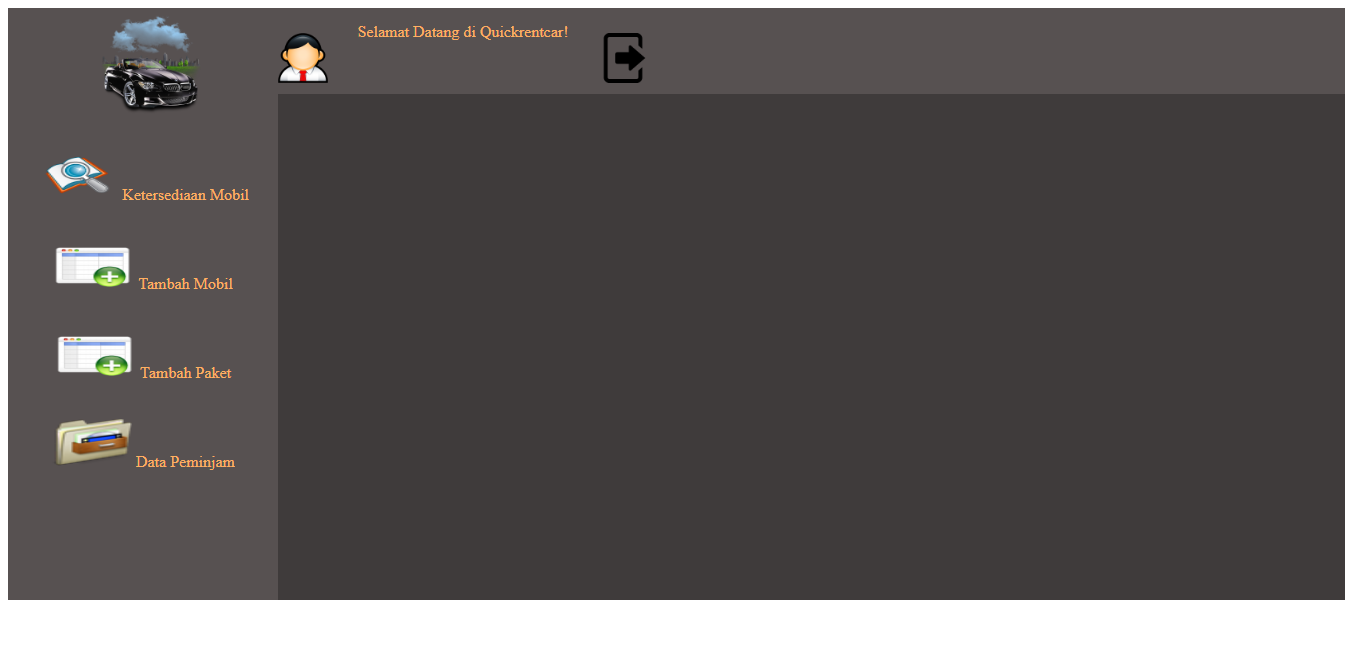 Selamat Datang di Quickrentcar!
Ketersediaan Mobil
Tambah Mobil
Tambah Paket
Data Peminjam